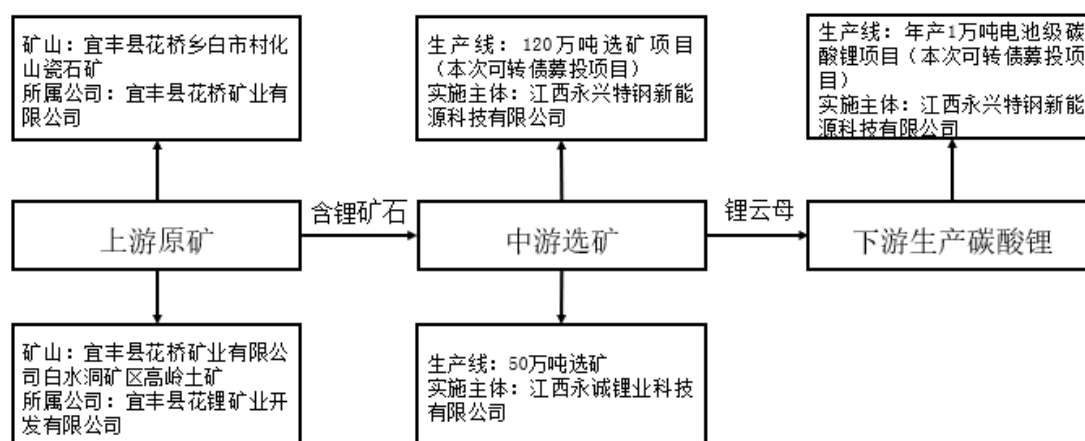 矿山：宜丰县花桥乡白市村化
山瓷石矿
所属公司：宜丰县花桥矿业有
限公司
生产线：120万吨选矿项目
（本次可转债募投项目）
实施主体：江西永兴特钢新能
源科技有限公司
生产线：年产1万吨电池级碳
酸锂项目（本次可转债募投项
目）
实施主体：江西永兴特钢新能
源科技有限公司
上游原矿
含锂矿石
中游选矿
锂云母
下游生产碳酸锂
矿山：宜丰县花桥矿业有限公
司白水洞矿区高岭土矿
所属公司：宜丰县花锂矿业开
发有限公司
生产线：50万吨选矿
实施主体：江西永诚锂业科技
有限公司